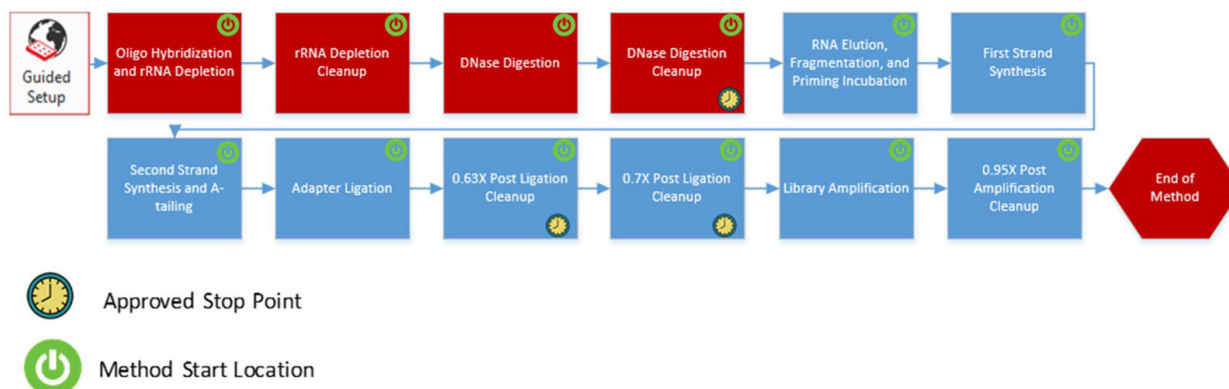 Guided
Setup
Oligo Hybridization
and rRNA Depletion
rRNA Depletion
Cleanup
DNase Digestion
DNase Digestion
Cleanup
RNA Elution,
Fragmentation, and
Priming Incubation
First Strand
Synthesis
Second Strand
Synthesis and A-
tailing
Adapter Ligation
0.63X Post Ligation
Cleanup
0.7X Post Ligation
Cleanup
Library Amplification
0.95X Post
Amplification
Cleanup
End of
Method
Approved Stop Point
Method Start Location